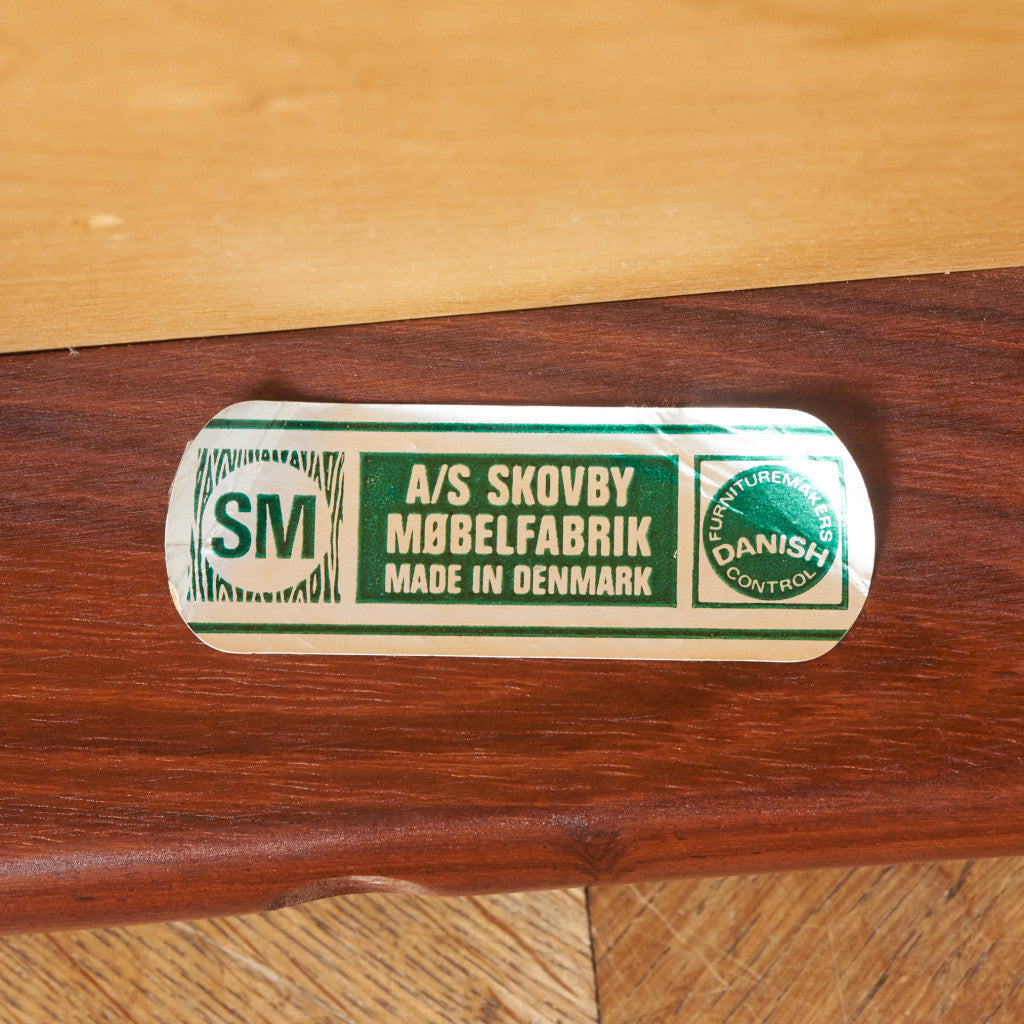 SM
A/S SKOVBY
MØBELFABRIK
MADE IN DENMARK
FURNITUREMAKERS
DANISH
CONTROL